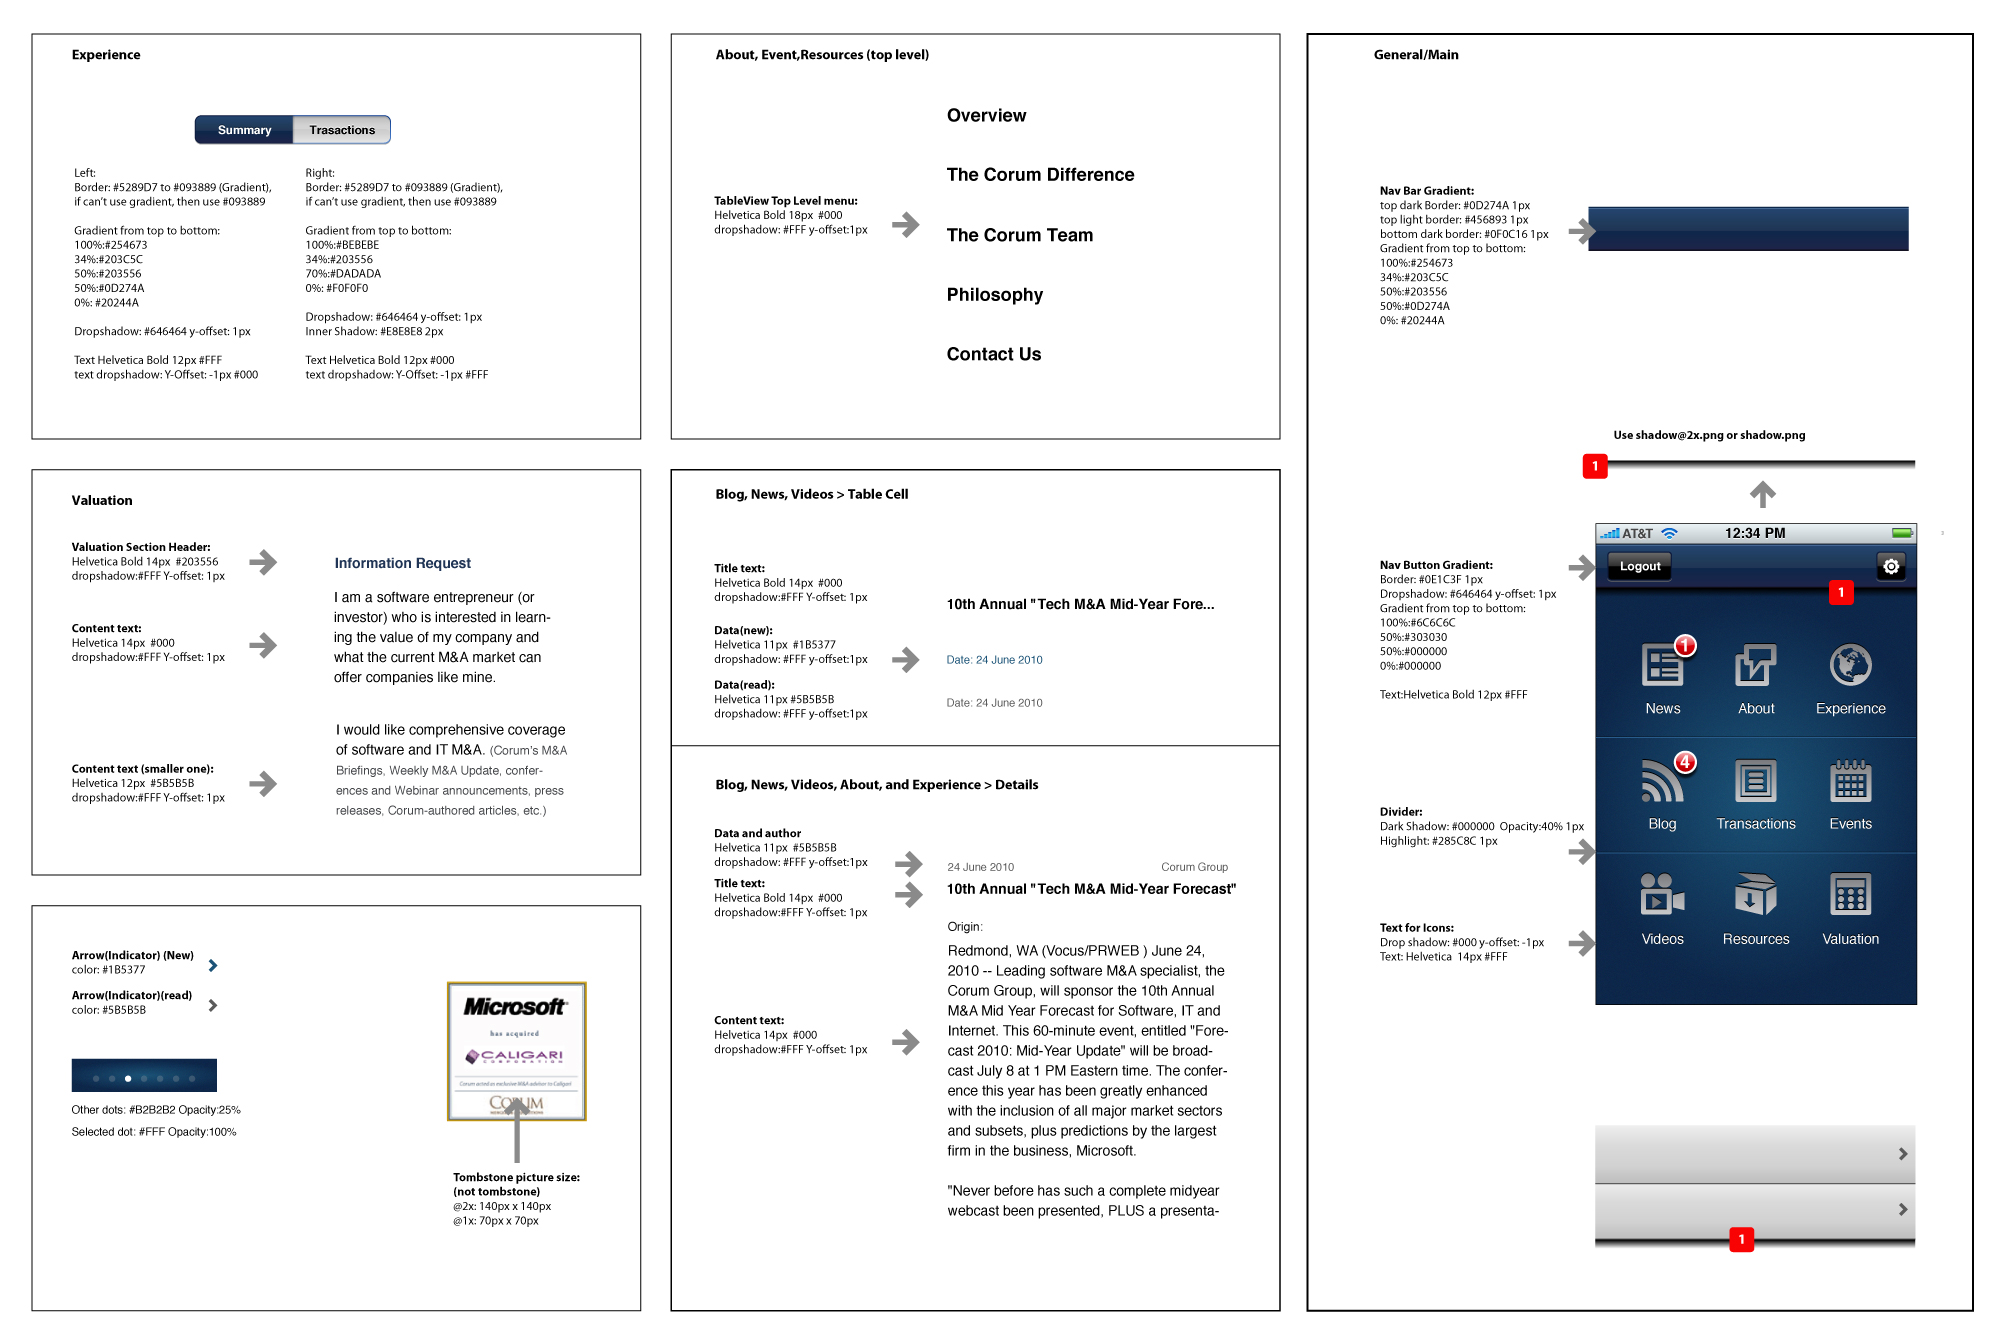 Experience
Summary
Trasactions
Left:
Border: #5289D7 to #093889 (Gradient),
if can't use gradient, then use #093889
Gradient from top to bottom:
100%:#254673
34%:#203C5C
50%:#203556
50%:#0D274A
0%: #20244A
Dropshadow: #646464 y-offset: 1px
Text Helvetica Bold 12px #FFF
text dropshadow: Y-Offset: -1px #000
Right:
Border: #5289D7 to #093889 (Gradient),
if can't use gradient, then use #093889
Gradient from top to bottom:
100%:#BEBEBE
34%:#203556
70%:#DADADA
0%: #F0F0F0
Dropshadow: #646464 y-offset: 1px
Inner Shadow: #E8E8E8 2px
Text Helvetica Bold 12px #000
text dropshadow: Y-Offset: -1px #FFF
About, Event,Resources (top level)
TableView Top Level menu:
Helvetica Bold 18px #000
dropshadow: #FFF y-offset:1px
Overview
The Corum Difference
The Corum Team
Philosophy
Contact Us
General/Main
Nav Bar Gradient:
top dark Border: #0D274A 1px
top light border: #456893 1px
bottom dark border: #0F0C16 1px
Gradient from top to bottom:
100%:#254673
34%:#203C5C
50%:#203556
50%:#0D274A
0%: #20244A
Use shadow@2x.png or shadow.png
1
AT&T
12:34 PM
Logout
1
Nav Button Gradient:
Border: #0E1C3F 1px
Dropshadow: #646464 y-offset: 1px
Gradient from top to bottom:
100%:#6C6C6C
50%:#303030
50%:#000000
0%:#000000
Text:Helvetica Bold 12px #FFF
1
News
About
Experience
4
Blog
Transactions
Events
Videos
Resources
Valuation
Divider:
Dark Shadow: #000000 Opacity:40% 1px
Highlight: #285C8C 1px
Text for Icons:
Drop shadow: #000 y-offset: -1px
Text: Helvetica 14px #FFF
1
Valuation
Valuation Section Header:
Helvetica Bold 14px #203556
dropshadow:#FFF Y-offset: 1px
Content text:
Helvetica 14px #000
dropshadow:#FFF Y-offset: 1px
Content text (smaller one):
Helvetica 12px #5B5B5B
dropshadow:#FFF Y-offset: 1px
Information Request
I am a software entrepreneur (or
investor) who is interested in learn-
ing the value of my company and
what the current M&A market can
offer companies like mine.
I would like comprehensive coverage
of software and IT M&A. (Corum's M&A
Briefings, Weekly M&A Update, confer-
ences and Webinar announcements, press
releases, Corum-authored articles, etc.)
Blog, News, Videos > Table Cell
Title text:
Helvetica Bold 14px #000
dropshadow:#FFF Y-offset: 1px
Data(new):
Helvetica 11px #1B5377
dropshadow: #FFF y-offset:1px
Data(read):
Helvetica 11px #5B5B5B
dropshadow: #FFF y-offset:1px
10th Annual "Tech M&A Mid-Year Fore...
Date: 24 June 2010
Date: 24 June 2010
Blog, News, Videos, About, and Experience > Details
Data and author
Helvetica 11px #5B5B5B
dropshadow: #FFF y-offset:1px
Title text:
Helvetica Bold 14px #000
dropshadow:#FFF Y-offset: 1px
Content text:
Helvetica 14px #000
dropshadow:#FFF Y-offset: 1px
24 June 2010
Corum Group
10th Annual "Tech M&A Mid-Year Forecast"
Origin:
Redmond, WA (Vocus/PRWEB ) June 24,
2010 -- Leading software M&A specialist, the
Corum Group, will sponsor the 10th Annual
M&A Mid Year Forecast for Software, IT and
Internet. This 60-minute event, entitled "Fore-
cast 2010: Mid-Year Update" will be broad-
cast July 8 at 1 PM Eastern time. The confer-
ence this year has been greatly enhanced
with the inclusion of all major market sectors
and subsets, plus predictions by the largest
firm in the business, Microsoft.
"Never before has such a complete midyear
webcast been presented, PLUS a presenta-
Arrow(Indicator) (New)
color: #1B5377
Arrow(Indicator)(read)
color: #5B5B5B
Other dots: #B2B2B2 Opacity:25%
Selected dot: #FFF Opacity:100%
Microsoft
has acquired
CALIGARI
CORPORATION
Corum acted as exclusive M&A advisor to Caligari
CORUM
Tombstone picture size:
(not tombstone)
@2x: 140px x 140px
@1x: 70px x 70px